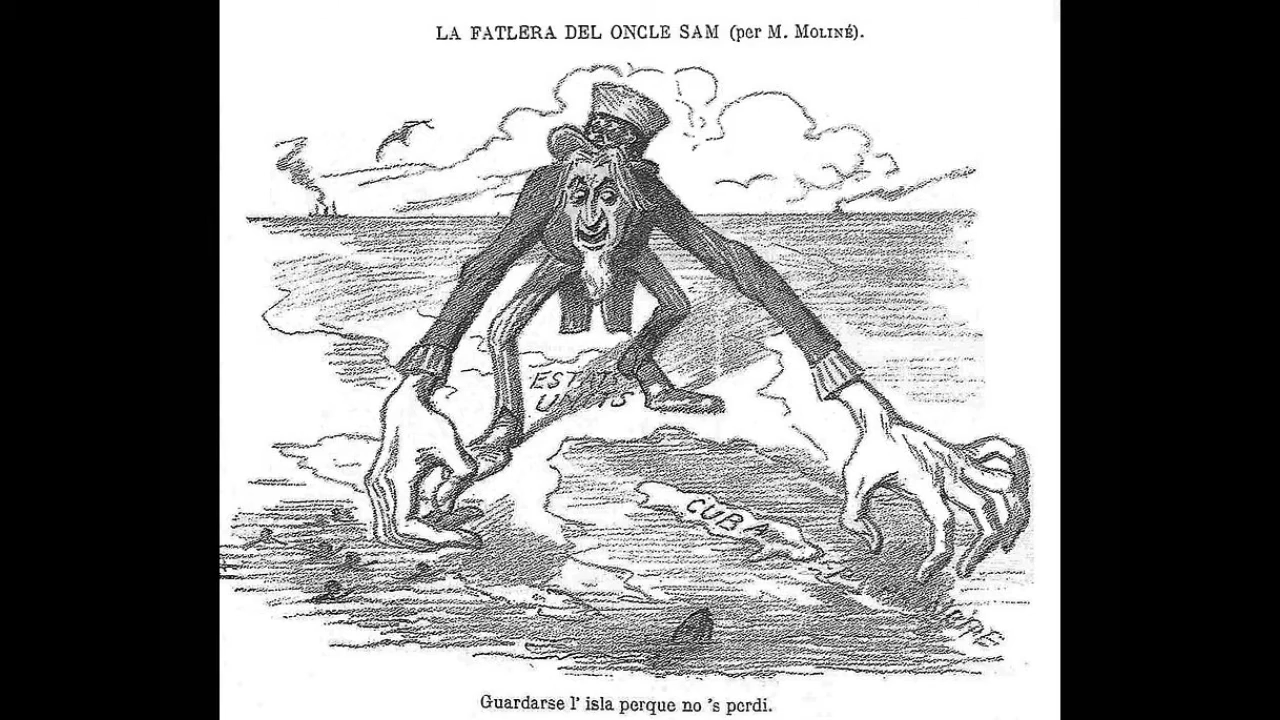 LA FATLERA DEL ONCLE SAM (per M. MOLINÉ).
ESTATS
UNITS
CUBA
Guardarse l' isla perque no 's perdi.